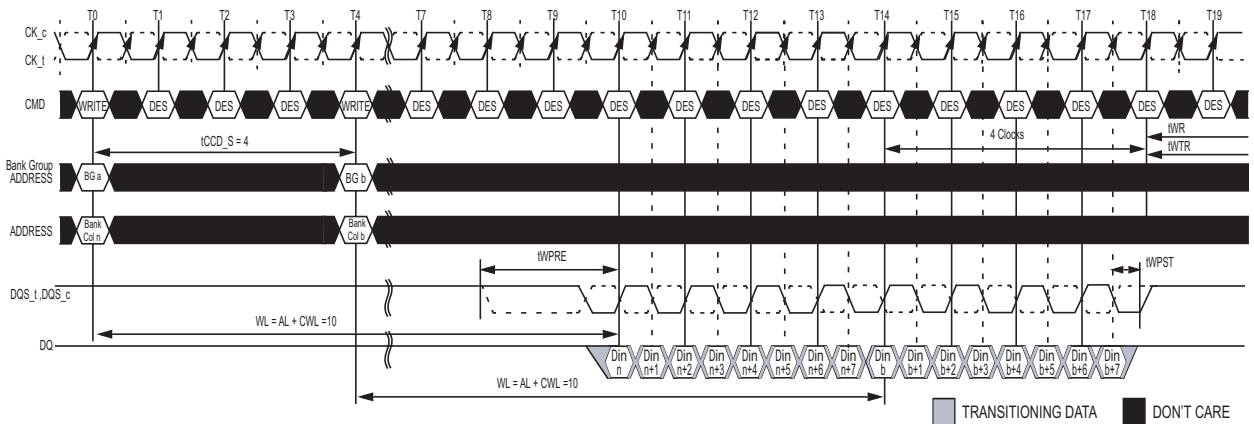 T0 T1 T2 T3 T4 T7 T8 T9 T10 T11 T12 T13 T14 T15 T16 T17 T18 T19
CK_c
CK_t
CMD WRITE DES DES DES WRITE DES DES DES DES DES DES DES DES DES DES DES DES DES
tCCD_S = 4
4 Clocks
tWR
tWTR
Bank Group
ADDRESS
BG a
BG b
ADDRESS
Bank
Col n
Bank
Col b
tWPRE
tWPST
DQS_t ,DQS_c
WL = AL + CWL =10
DQ
Din Din Din Din Din Din Din Din Din Din Din Din Din Din Din Din
n n+1 n+2 n+3 n+4 n+5 n+6 n+7 b b+1 b+2 b+3 b+4 b+5 b+6 b+7
WL = AL + CWL =10
TRANSITIONING DATA DON'T CARE